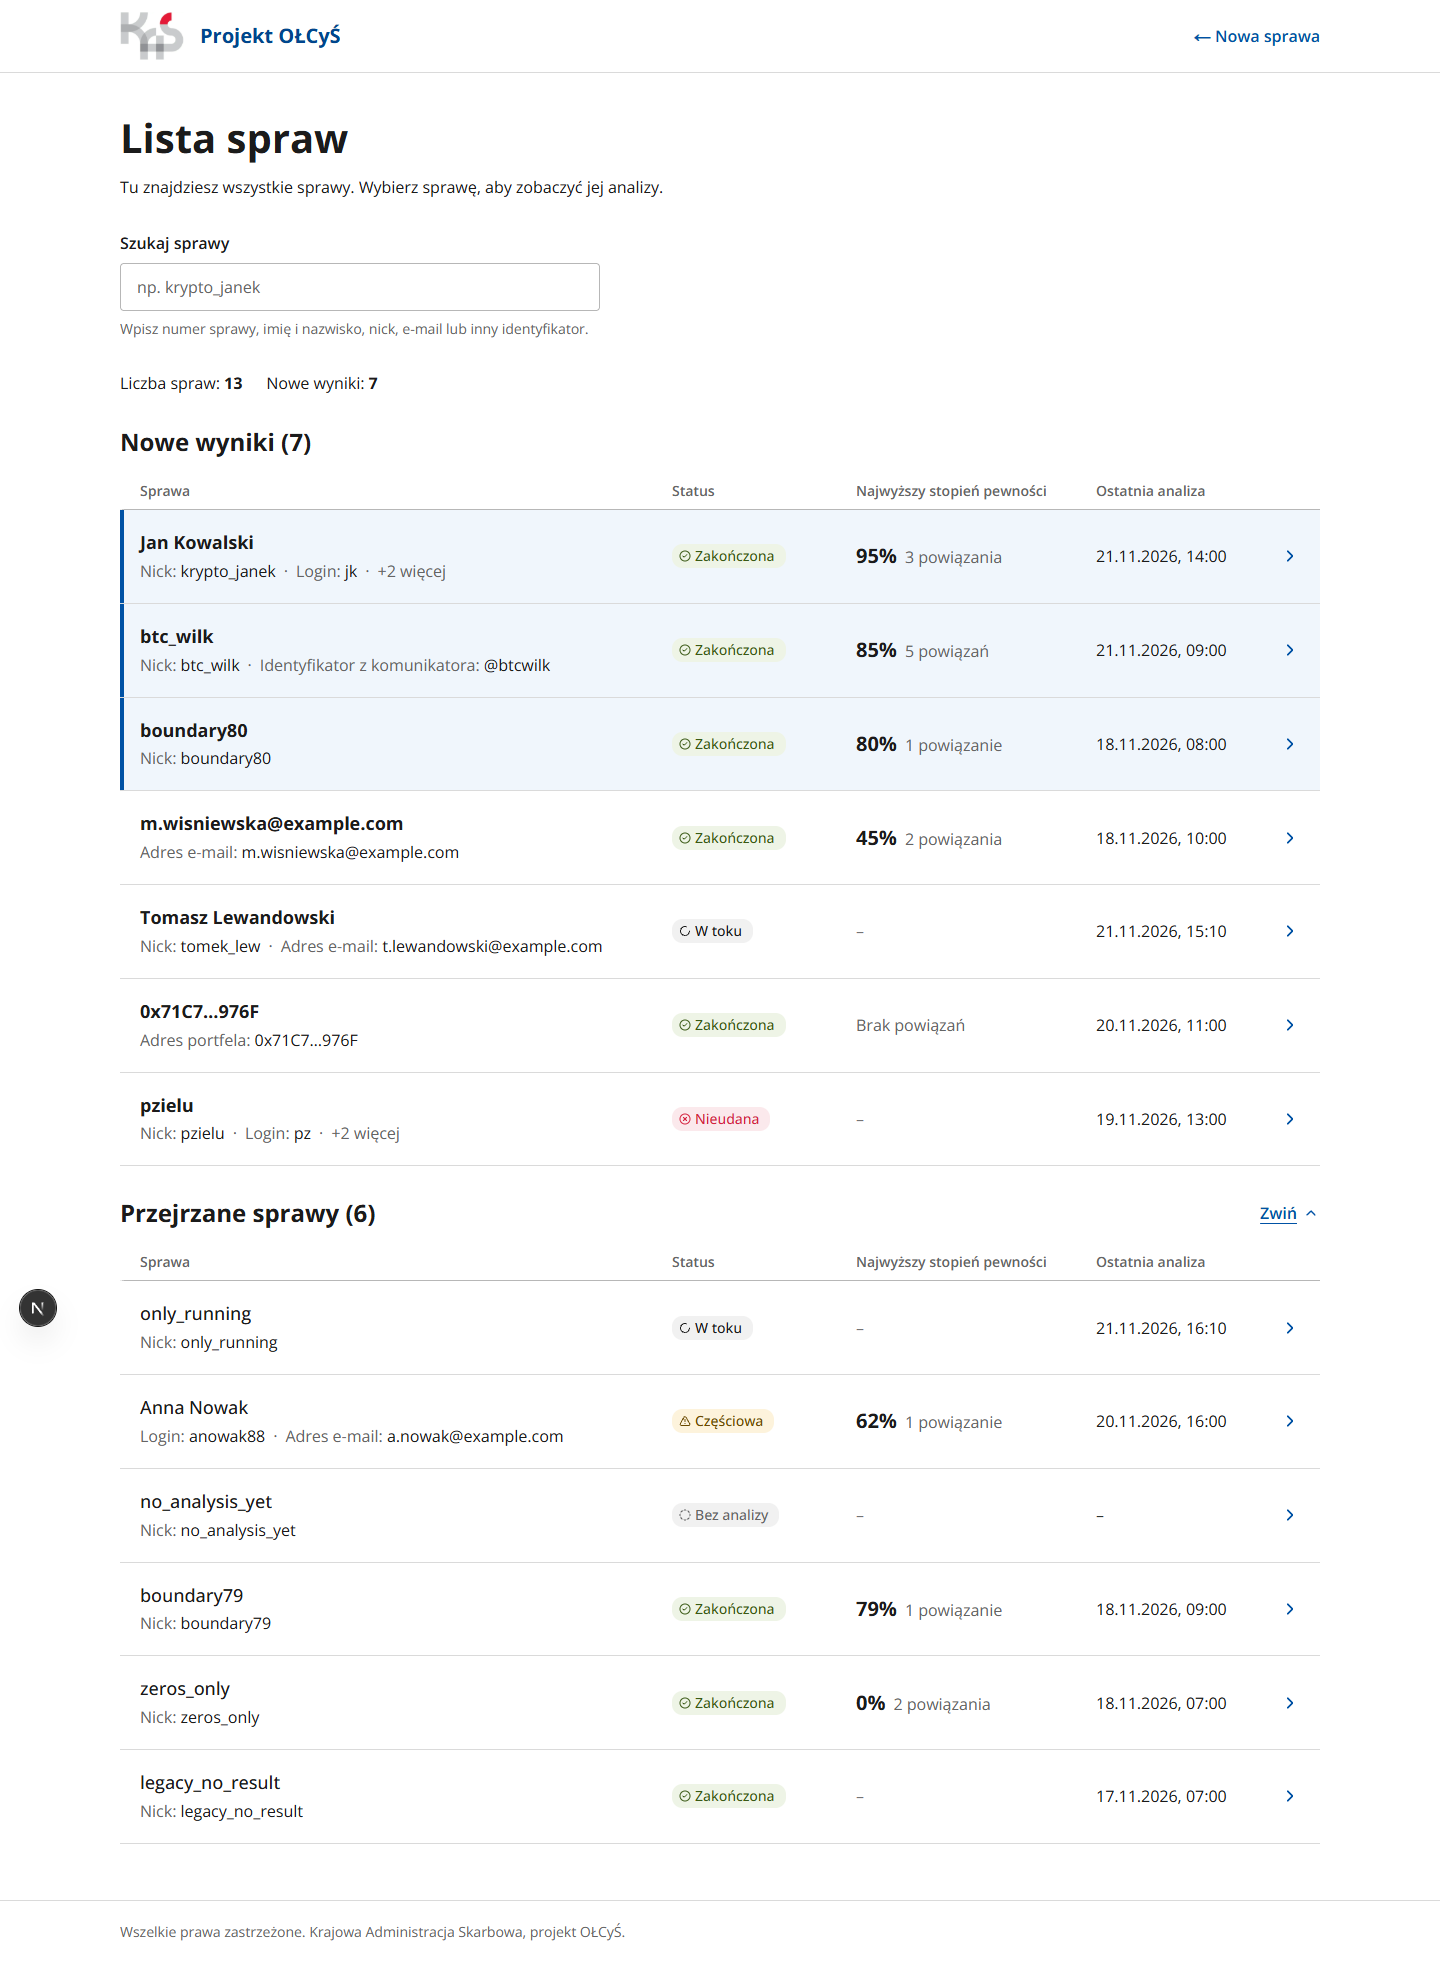 KAS
Projekt OŁCyŚ
← Nowa sprawa
Lista spraw
Tu znajdziesz wszystkie sprawy. Wybierz sprawę, aby zobaczyć jej analizy.
Szukaj sprawy
np. krypto_janek
Wpisz numer sprawy, imię i nazwisko, nick, e-mail lub inny identyfikator.
Liczba spraw: 13 Nowe wyniki: 7
Nowe wyniki (7)
Sprawa Status Najwyższy stopień pewności Ostatnia analiza
Jan Kowalski
Nick: krypto_janek · Login: jk · +2 więcej
Zakończona 95% 3 powiązania 21.11.2026, 14:00
btc_wilk
Nick: btc_wilk · Identyfikator z komunikatora: @btcwilk
Zakończona 85% 5 powiązań 21.11.2026, 09:00
boundary80
Nick: boundary80
Zakończona 80% 1 powiązanie 18.11.2026, 08:00
m.wisniewska@example.com
Adres e-mail: m.wisniewska@example.com
Zakończona 45% 2 powiązania 18.11.2026, 10:00
Tomasz Lewandowski
Nick: tomek_lew · Adres e-mail: t.lewandowski@example.com
W toku – 21.11.2026, 15:10
0x71C7...976F
Adres portfela: 0x71C7...976F
Zakończona Brak powiązań 20.11.2026, 11:00
pzielu
Nick: pzielu · Login: pz · +2 więcej
Nieudana – 19.11.2026, 13:00
Przejrzane sprawy (6)
Zwiń
Sprawa Status Najwyższy stopień pewności Ostatnia analiza
only_running
Nick: only_running
W toku – 21.11.2026, 16:10
N
Anna Nowak
Login: anowak88 · Adres e-mail: a.nowak@example.com
Częściowa 62% 1 powiązanie 20.11.2026, 16:00
no_analysis_yet
Nick: no_analysis_yet
Bez analizy – –
boundary79
Nick: boundary79
Zakończona 79% 1 powiązanie 18.11.2026, 09:00
zeros_only
Nick: zeros_only
Zakończona 0% 2 powiązania 18.11.2026, 07:00
legacy_no_result
Nick: legacy_no_result
Zakończona – 17.11.2026, 07:00
Wszelkie prawa zastrzeżone. Krajowa Administracja Skarbowa, projekt OŁCyŚ.